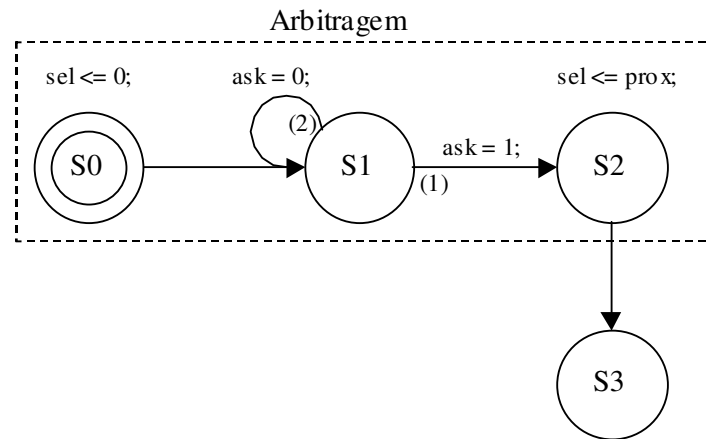 Arbitragem
sel <= 0;
ask = 0;
sel <= prox;
(2)
S0
S1
ask = 1;
(1)
S2
S3